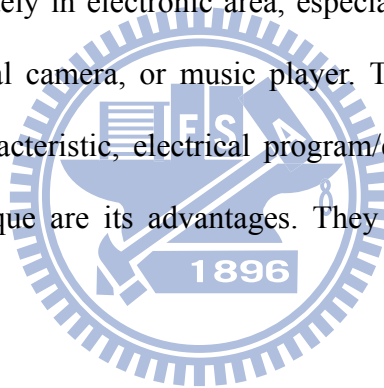 ely in electronic area, especia
al camera, or music player. T
acteristic, electrical program/
que are its advantages. They
E S A
1896